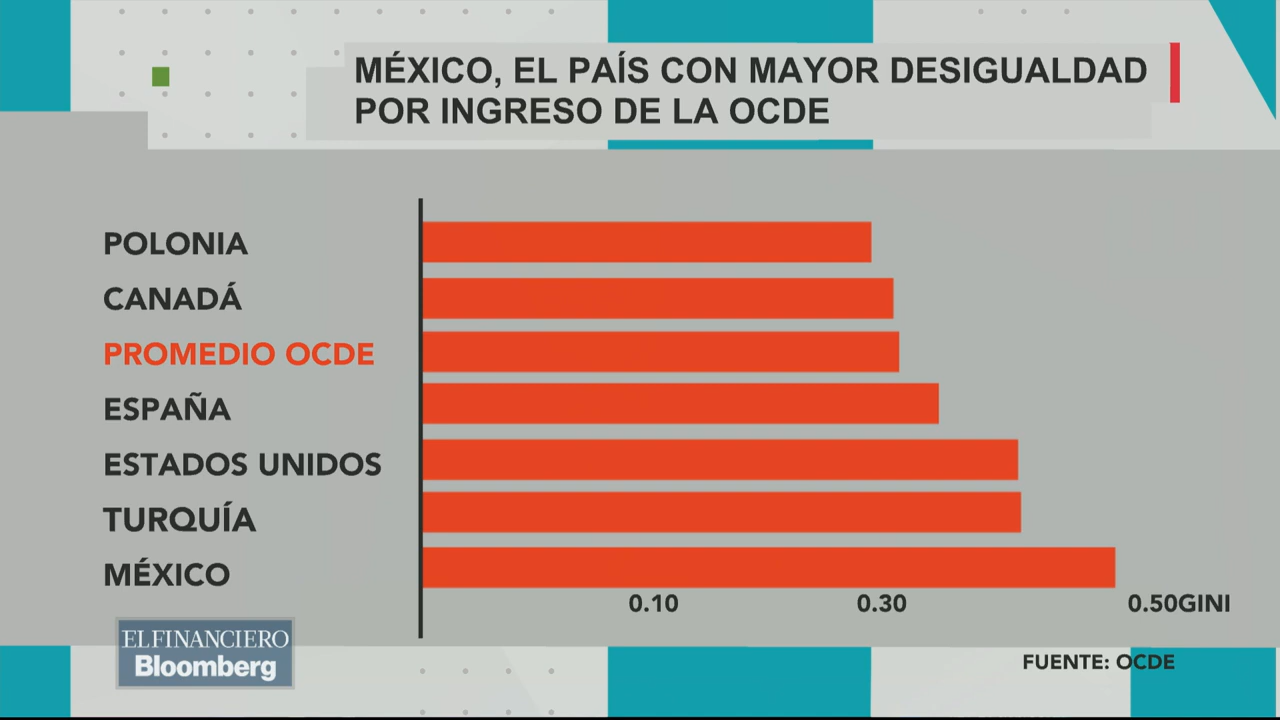 MÉXICO, EL PAÍS CON MAYOR DESIGUALDAD
POR INGRESO DE LA OCDE
POLONIA
CANADÁ
PROMEDIO OCDE
ESPAÑA
ESTADOS UNIDOS
TURQUÍA
MÉXICO
0.10 0.30 0.50GINI
EL FINANCIERO
Bloomberg
FUENTE: OCDE